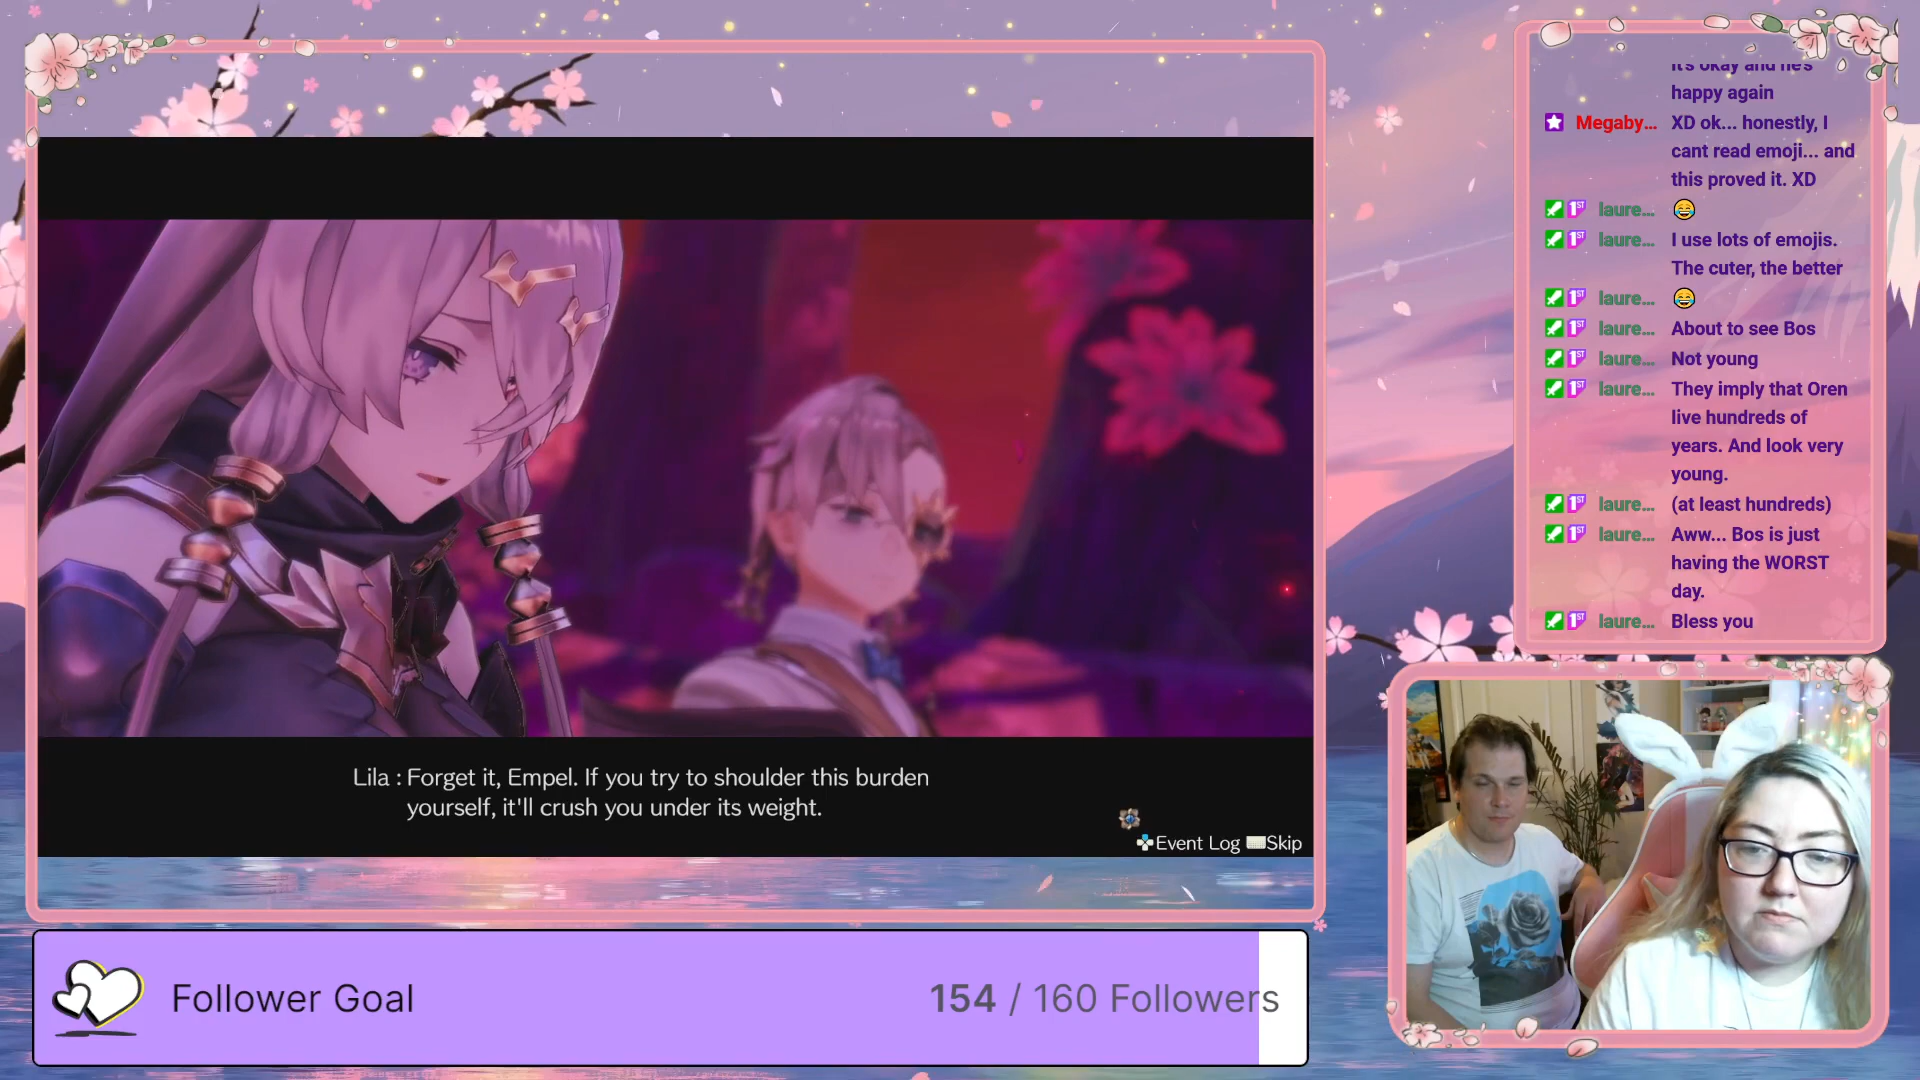 it's okay and he's
happy again
Megaby... XD ok... honestly, I
cant read emoji... and
this proved it. XD
laure... 😂
laure... I use lots of emojis.
The cuter, the better
laure... 😂
laure... About to see Bos
laure... Not young
laure... They imply that Oren
live hundreds of
years. And look very
young.
laure... (at least hundreds)
laure... Aww... Bos is just
having the WORST
day.
laure... Bless you
Lila : Forget it, Empel. If you try to shoulder this burden
yourself, it'll crush you under its weight.
Event Log Skip
Follower Goal 154 / 160 Followers